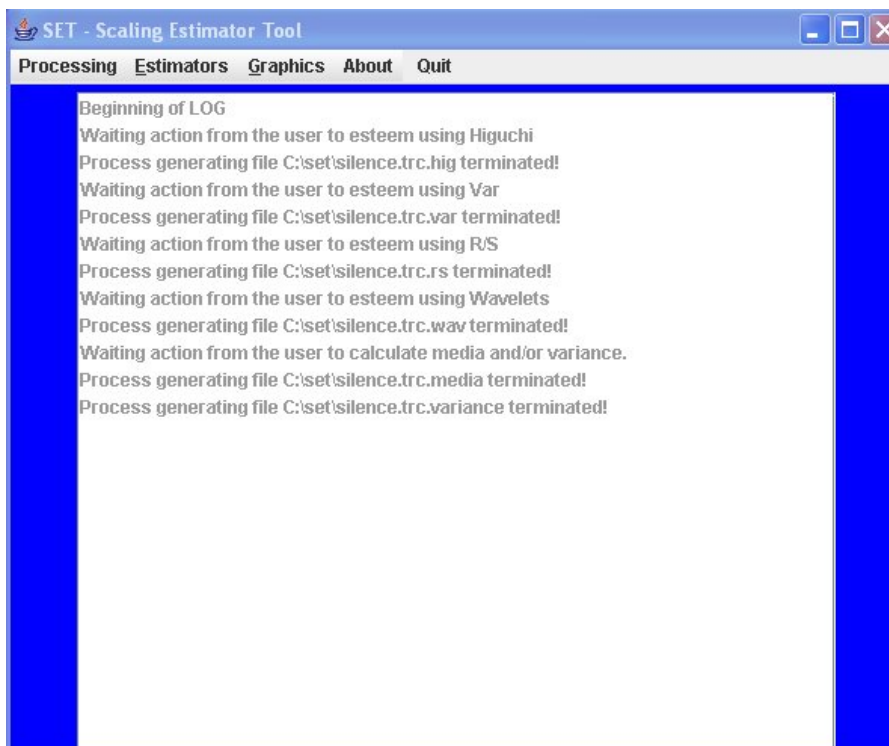 SET - Scaling Estimator Tool
Processing Estimators Graphics About Quit
Beginning of LOG
Waiting action from the user to esteem using Higuchi
Process generating file C:\set\silence.trc.hig terminated!
Waiting action from the user to esteem using Var
Process generating file C:\set\silence.trc.var terminated!
Waiting action from the user to esteem using R/S
Process generating file C:\set\silence.trc.rs terminated!
Waiting action from the user to esteem using Wavelets
Process generating file C:\set\silence.trc.wav terminated!
Waiting action from the user to calculate media and/or variance.
Process generating file C:\set\silence.trc.media terminated!
Process generating file C:\set\silence.trc.variance terminated!